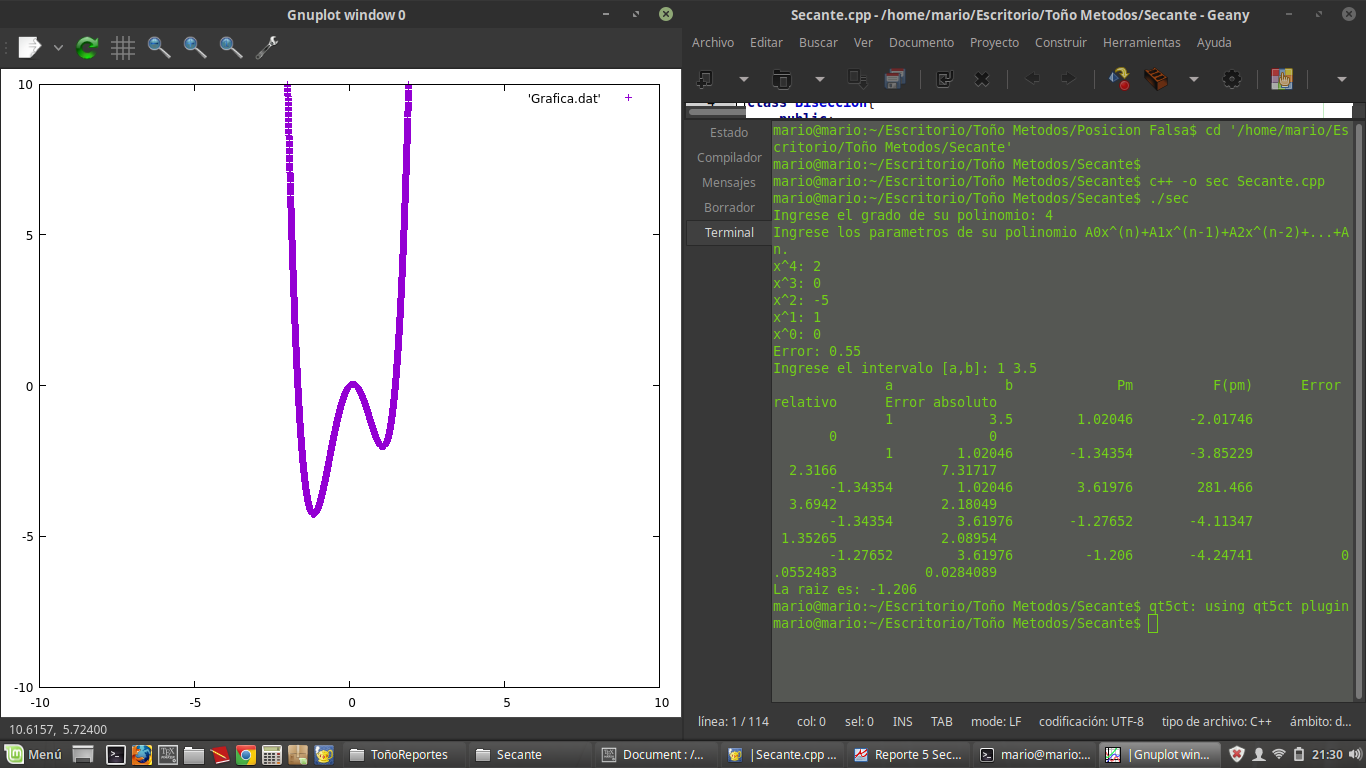 Gnuplot window 0
10
'Grafica.dat'
5
0
-5
-10
-10
-5
0
5
10
10.6157, 5.72400
Secante.cpp - /home/mario/Escritorio/Toño Metodos/Secante - Geany
Archivo Editar Buscar Ver Documento Proyecto Construir Herramientas Ayuda
class Biseccion{
public:
Estado
Compilador
Mensajes
Borrador
Terminal
mario@mario:~/Escritorio/Toño Metodos/Posicion Falsa$ cd '/home/mario/Es
critorio/Toño Metodos/Secante'
mario@mario:~/Escritorio/Toño Metodos/Secante$
mario@mario:~/Escritorio/Toño Metodos/Secante$ c++ -o sec Secante.cpp
mario@mario:~/Escritorio/Toño Metodos/Secante$ ./sec
Ingrese el grado de su polinomio: 4
Ingrese los parametros de su polinomio A0x^(n)+A1x^(n-1)+A2x^(n-2)+...+A
n.
x^4: 2
x^3: 0
x^2: -5
x^1: 1
x^0: 0
Error: 0.55
Ingrese el intervalo [a,b]: 1 3.5
a b Pm F(pm) Error
relativo Error absoluto
1 3.5 1.02046 -2.01746
0 0
1 1.02046 -1.34354 -3.85229
2.3166 7.31717
-1.34354 1.02046 3.61976 281.466
3.6942 2.18049
-1.34354 3.61976 -1.27652 -4.11347
1.35265 2.08954
-1.27652 3.61976 -1.206 -4.24741 0
.0552483 0.0284089
La raiz es: -1.206
mario@mario:~/Escritorio/Toño Metodos/Secante$ qt5ct: using qt5ct plugin
mario@mario:~/Escritorio/Toño Metodos/Secante$
línea: 1 / 114 col: 0 sel: 0 INS TAB mode: LF codificación: UTF-8 tipo de archivo: C++ ámbito: d...
Menú ToñoReportes Secante Document : /... |Secante.cpp ... Reporte 5 Sec... mario@mario:... |Gnuplot win... 21:30